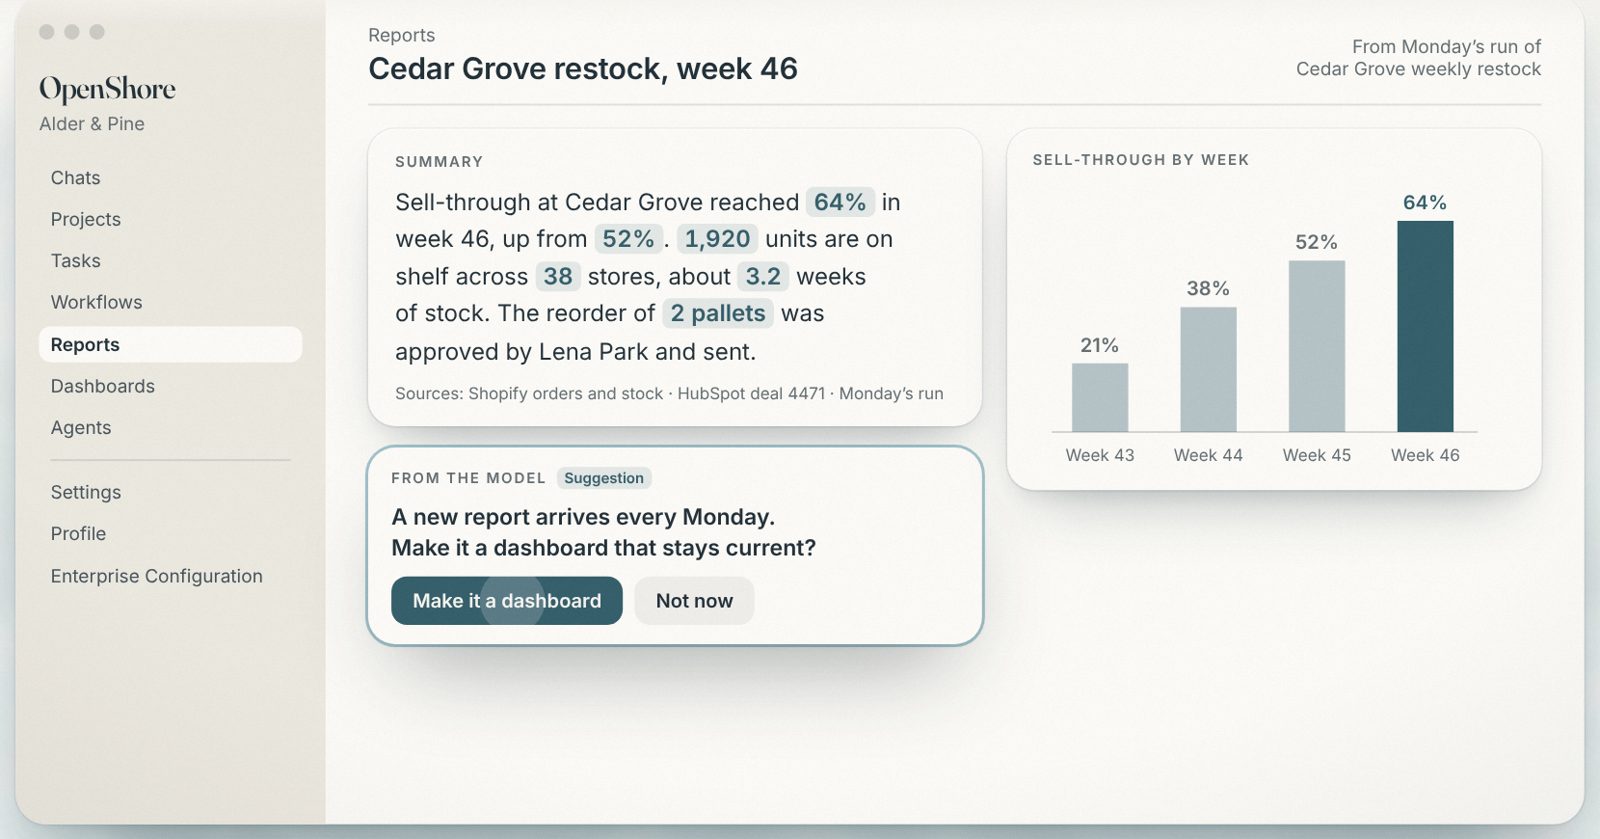 OpenShore
Alder & Pine
Chats
Projects
Tasks
Workflows
Reports
Dashboards
Agents
Settings
Profile
Enterprise Configuration
Reports
Cedar Grove restock, week 46
From Monday’s run of
Cedar Grove weekly restock
SUMMARY
Sell-through at Cedar Grove reached 64% in
week 46, up from 52% . 1,920 units are on
shelf across 38 stores, about 3.2 weeks
of stock. The reorder of 2 pallets was
approved by Lena Park and sent.
Sources: Shopify orders and stock · HubSpot deal 4471 · Monday’s run
FROM THE MODEL Suggestion
A new report arrives every Monday.
Make it a dashboard that stays current?
Make it a dashboard
Not now
SELL-THROUGH BY WEEK
21%
38%
52%
64%
Week 43
Week 44
Week 45
Week 46